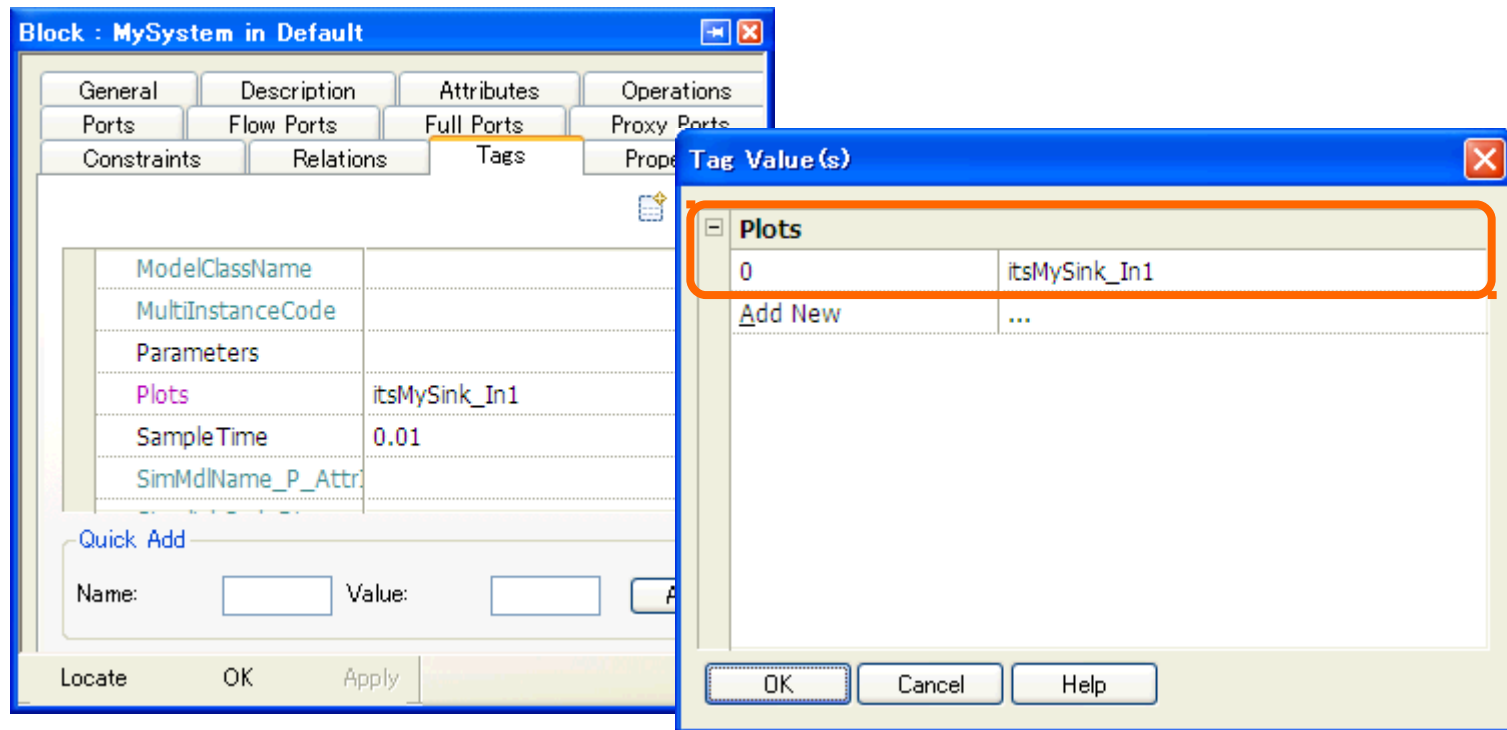 Block : MySystem in Default
General Description Attributes Operations
Ports Flow Ports Full Ports Proxy Ports
Constraints Relations Tags
ModelClassName
MultiInstanceCode
Parameters
Plots itsMySink_In1
SampleTime 0.01
SimMdlName_P_Attr
Quick Add
Name: Value:
Locate OK Apply
Tag Value(s)
Plots
0 itsMySink_In1
Add New ...
OK Cancel Help